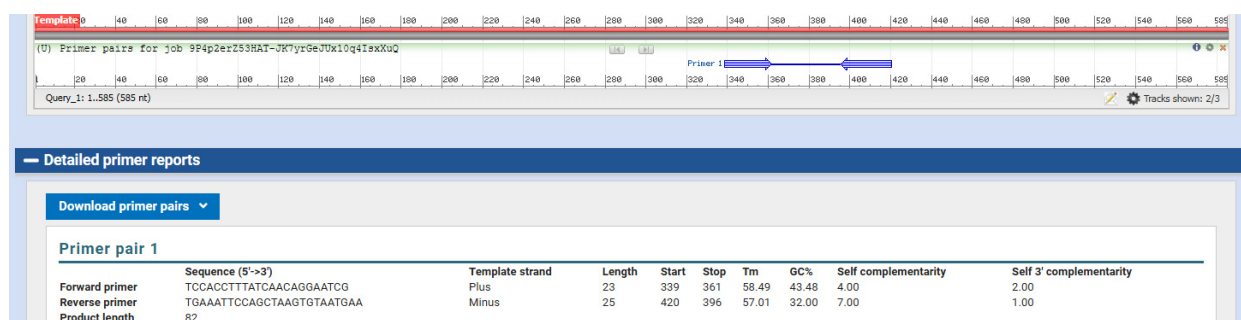 Template 0 |40 |60 |80 |100 |120 |140 |160 |180 |200 |220 |240 |260 |280 |300 |320 |340 |360 |380 |400 |420 |440 |460 |480 |500 |520 |540 |560 585
(U) Primer pairs for job 9P4p2erZ53HAT-JK7yrGeJUx10q4IsxXuQ
Primer 1
1 |20 |40 |60 |80 |100 |120 |140 |160 |180 |200 |220 |240 |260 |280 |300 |320 |340 |360 |380 |400 |420 |440 |460 |480 |500 |520 |540 |560 585
Query_1: 1..585 (585 nt) Tracks shown: 2/3
Detailed primer reports
Download primer pairs
Primer pair 1
Sequence (5'->3') Template strand Length Start Stop Tm GC% Self complementarity Self 3' complementarity
Forward primer TCCACCTTTATCAACAGGAATCG Plus 23 339 361 58.49 43.48 4.00 2.00
Reverse primer TGAAATTCCAGCTAAGTGTAATGAA Minus 25 420 396 57.01 32.00 7.00 1.00
Product length 82